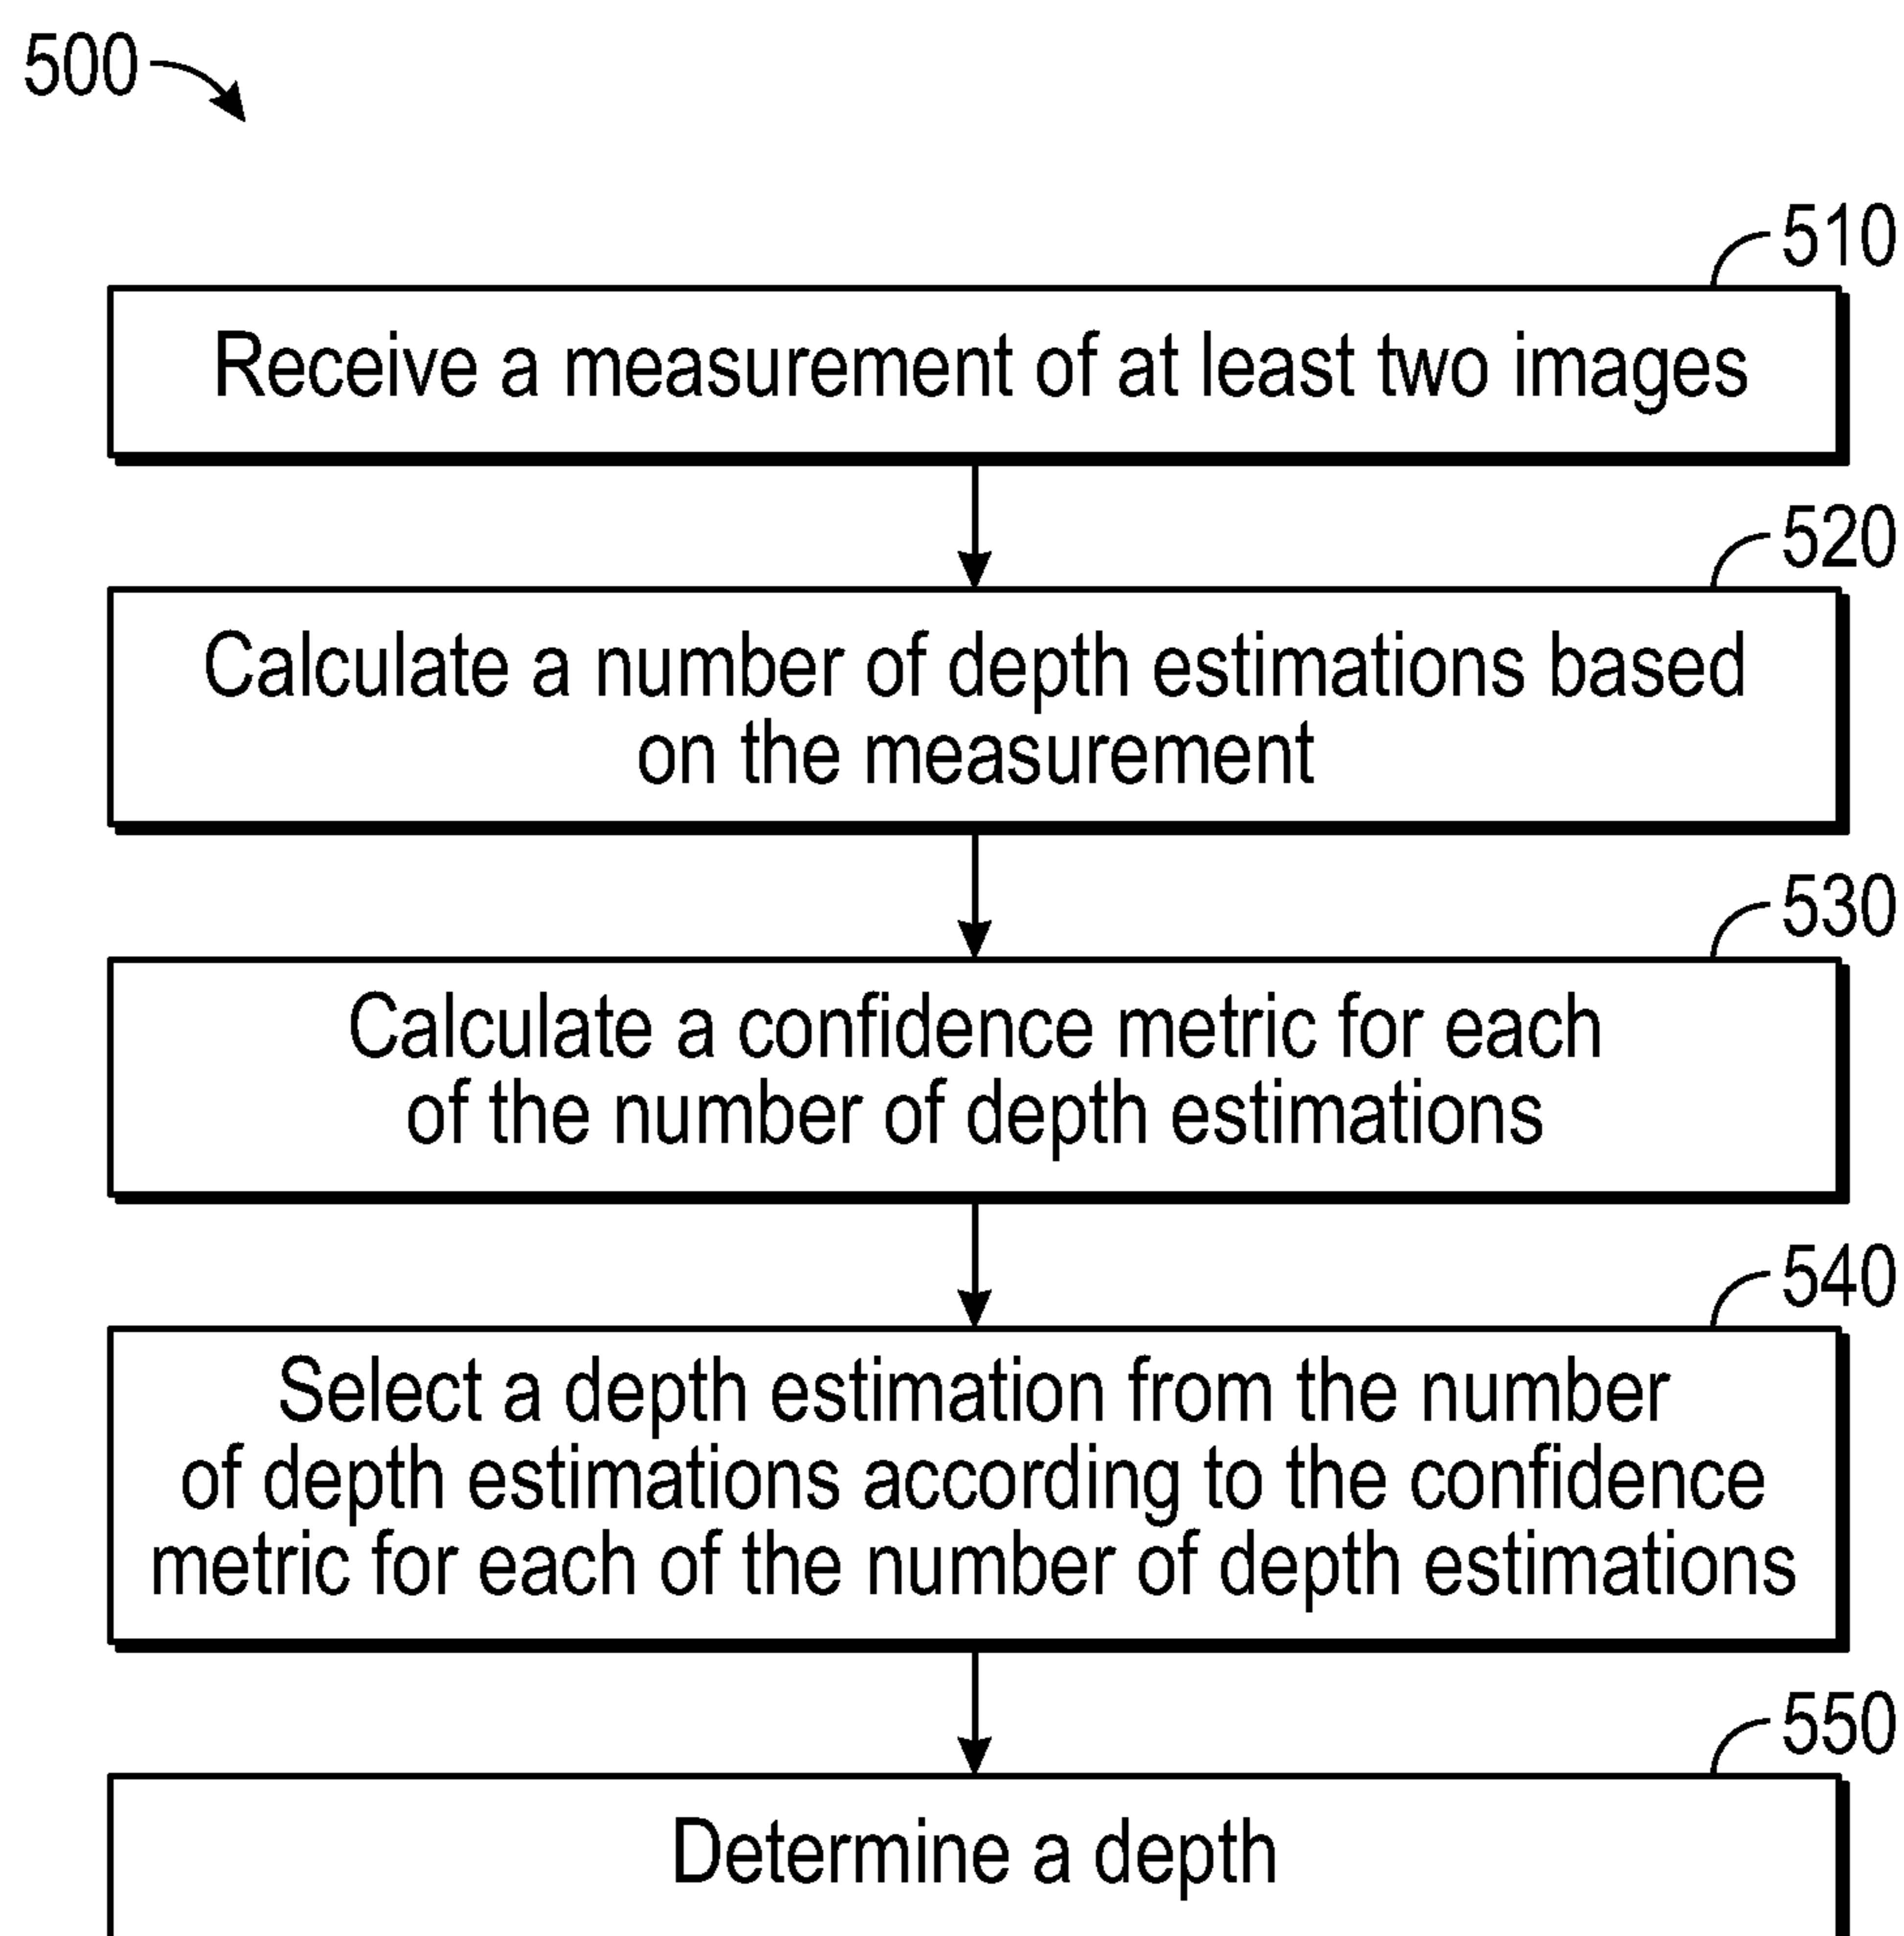 500
510
Receive a measurement of at least two images
520
Calculate a number of depth estimations based
on the measurement
530
Calculate a confidence metric for each
of the number of depth estimations
540
Select a depth estimation from the number
of depth estimations according to the confidence
metric for each of the number of depth estimations
550
Determine a depth